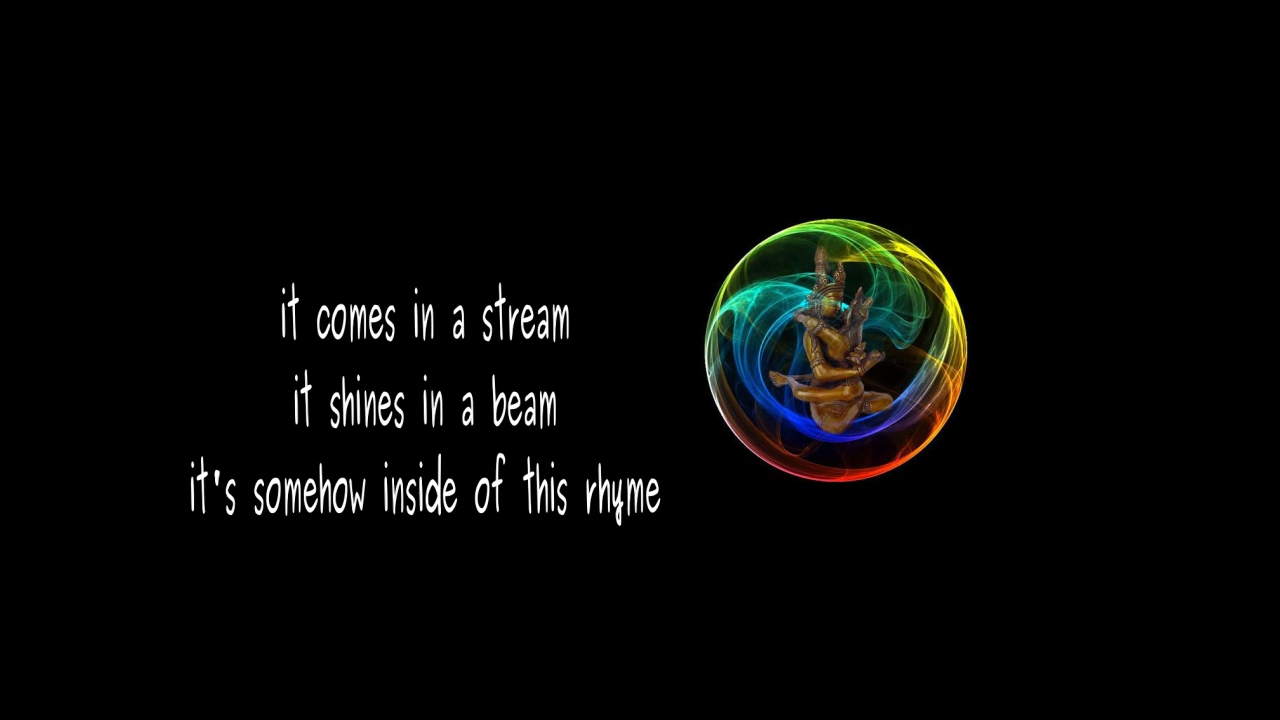 it comes in a stream
it shines in a beam
it's somehow inside of this rhyme